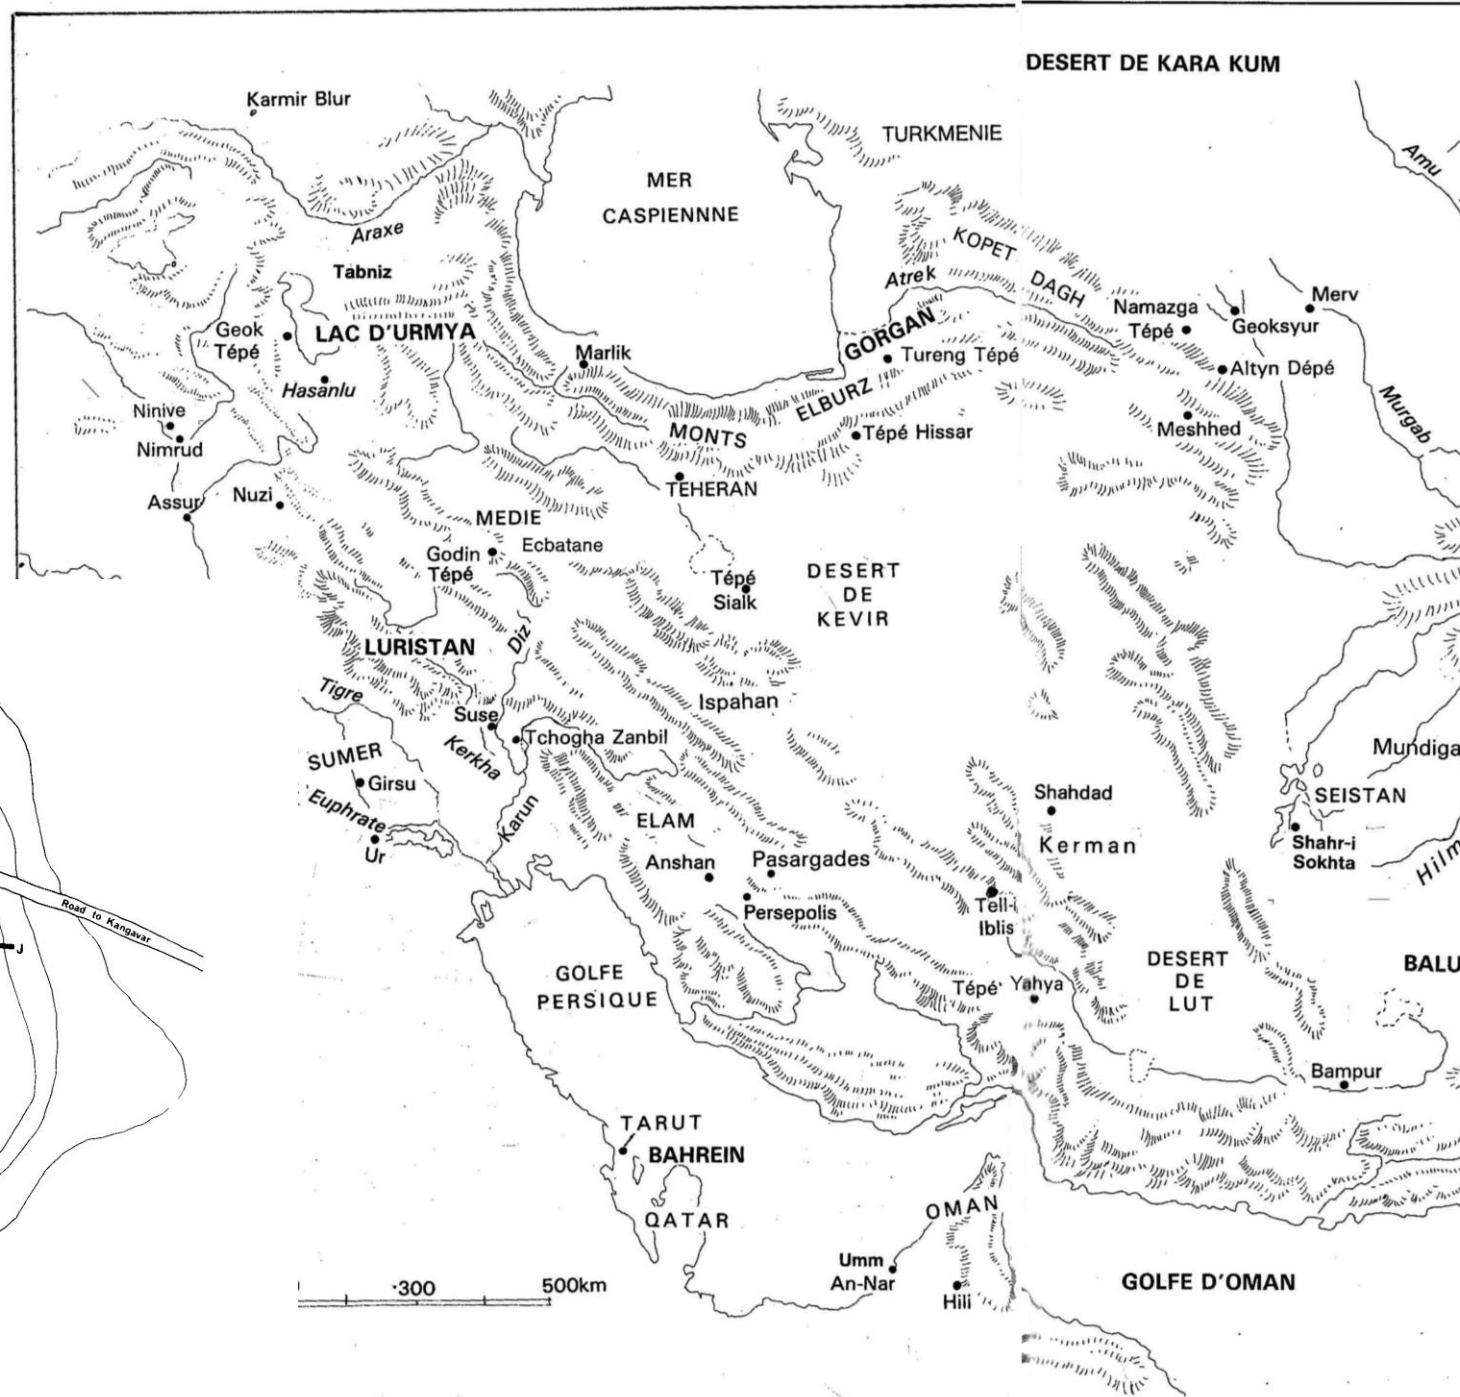 DESERT DE KARA KUM
Karmir Blur
TURKMENIE
Amu
MER
CASPIENNNE
Araxe
KOPET
DAGH
Tabniz
Atrek
Namazga
Tépé
Merv
Geoksyur
Geok
Tépé
LAC D'URMYA
GORGAN
Tureng Tépé
Marlik
Altyn Dépé
Hasanlu
ELBURZ
Murgab
Ninive
Nimrud
MONTS
Tépé Hissar
Meshhed
TEHERAN
Assur
Nuzi
MEDIE
Godin
Tépé
Ecbatane
Tépé
Sialk
DESERT
DE
KEVIR
LURISTAN
Diz
Tigre
Ispahan
Suse
Tchogha Zanbil
Kerkha
SUMER
Girsu
Mundiga
Euphrate
Karun
ELAM
Shahdad
SEISTAN
Ur
Kerman
Shahr-i
Sokhta
Anshan
Pasargades
Hilm
Persepolis
Tell-i
Iblis
Road to Kangavar
J
GOLFE
PERSIQUE
DESERT
DE
LUT
BALU
Tépé Yahya
Bampur
TARUT
BAHREIN
QATAR
OMAN
Umm
An-Nar
Hili
300
500km
GOLFE D'OMAN